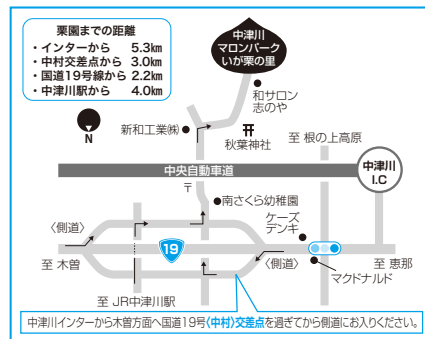 栗園までの距離
・インターから 5.3km
・中村交差点から 3.0km
・国道19号線から 2.2km
・中津川駅から 4.0km
中津川
マロンパーク
いが栗の里
和サロン
志のや
N
新和工業㈱
秋葉神社
至 根の上高原
中央自動車道
中津川
I.C
〒
南さくら幼稚園
ケーズ
デンキ
〈側道〉
19
至 木曽
〈側道〉
至 恵那
マクドナルド
至 JR中津川駅
中津川インターから木曽方面へ国道19号〈中村〉交差点を過ぎてから側道にお入りください。